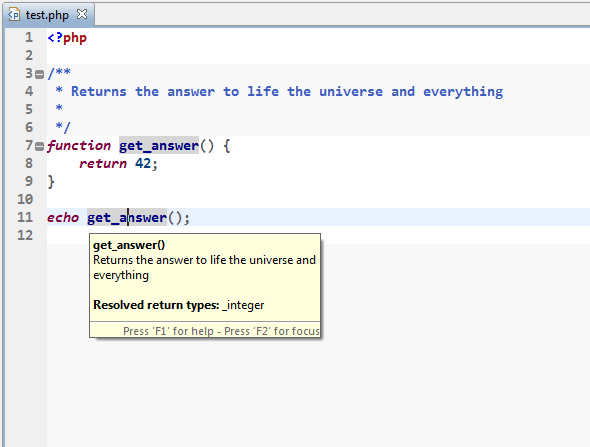 test.php
1 <?php
2
3 /**
4 * Returns the answer to life the universe and everything
5 *
6 */
7 function get_answer() {
8 return 42;
9 }
10
11 echo get_answer();
12
get_answer()
Returns the answer to life the universe and
everything
Resolved return types: _integer
Press 'F1' for help - Press 'F2' for focus